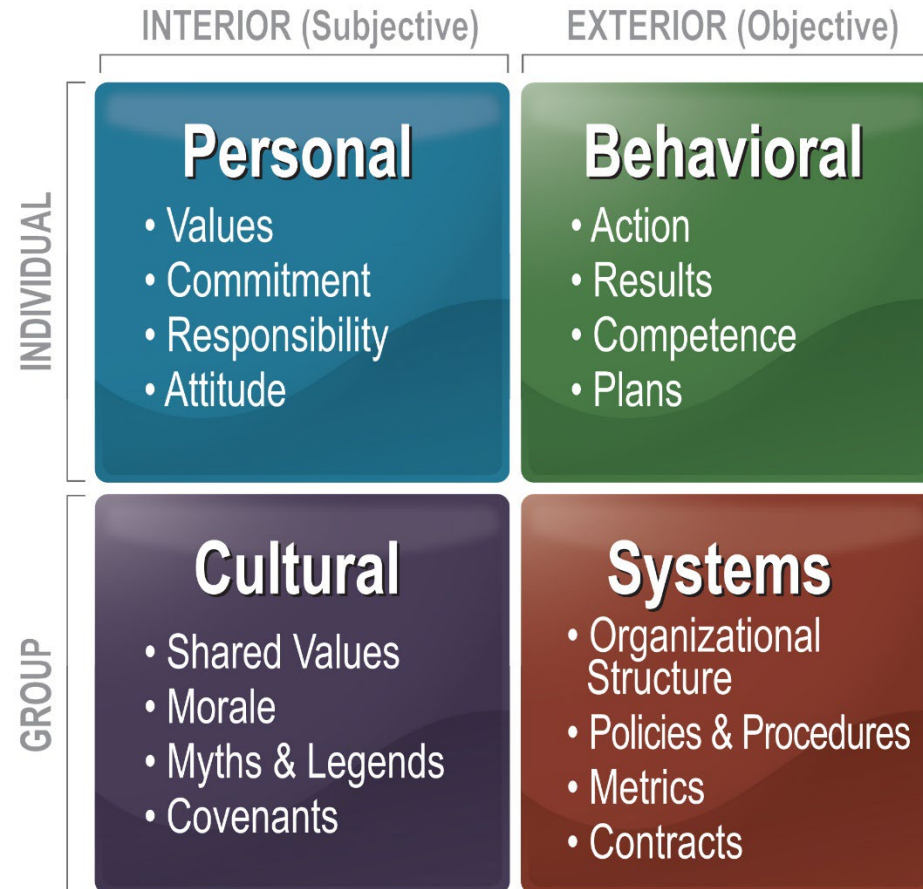 INTERIOR (Subjective)
EXTERIOR (Objective)
INDIVIDUAL
Personal
• Values
• Commitment
• Responsibility
• Attitude
Behavioral
• Action
• Results
• Competence
• Plans
GROUP
Cultural
• Shared Values
• Morale
• Myths & Legends
• Covenants
Systems
• Organizational
Structure
• Policies & Procedures
• Metrics
• Contracts